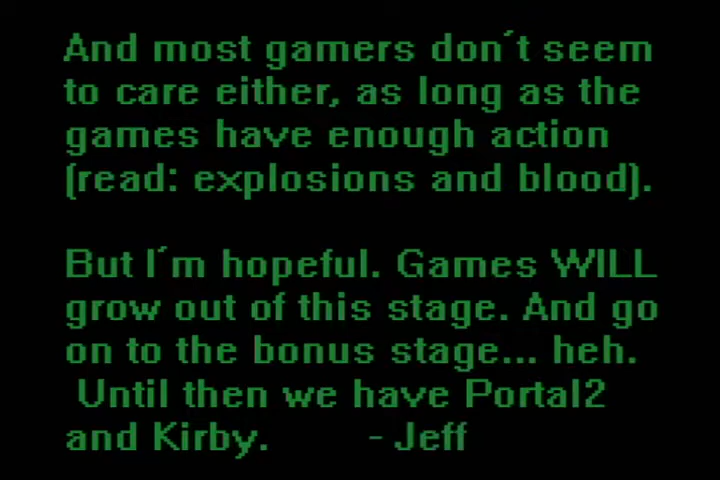 And most gamers don´t seem
to care either, as long as the
games have enough action
(read: explosions and blood).
But I´m hopeful. Games WILL
grow out of this stage. And go
on to the bonus stage... heh.
Until then we have Portal2
and Kirby. - Jeff